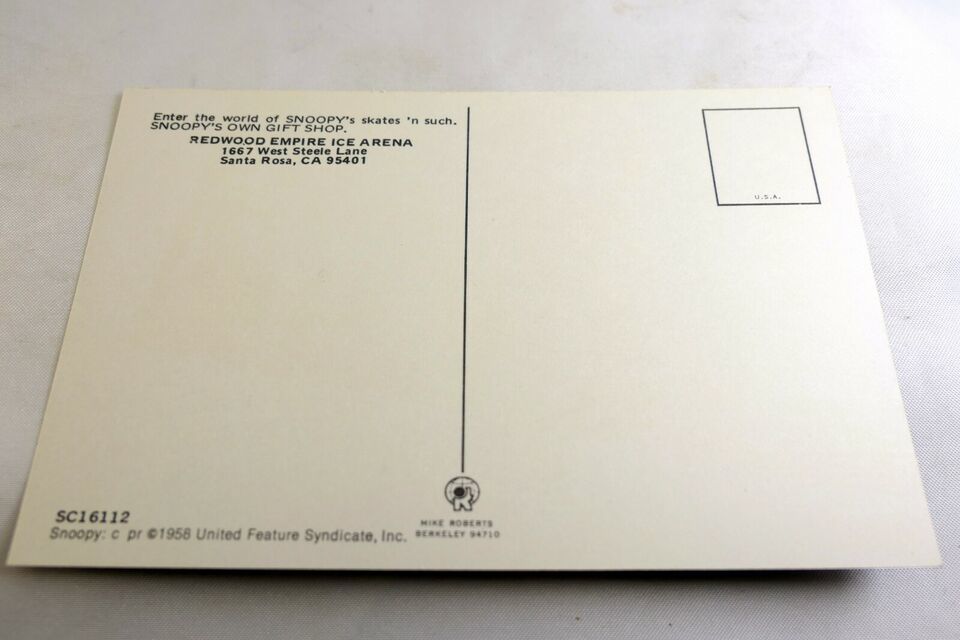 Enter the world of SNOOPY's skates 'n such.
SNOOPY'S OWN GIFT SHOP.
REDWOOD EMPIRE ICE ARENA
1667 West Steele Lane
Santa Rosa, CA 95401
U.S.A.
SC16112
Snoopy: c pr ©1958 United Feature Syndicate, Inc.
MIKE ROBERTS
BERKELEY 94710